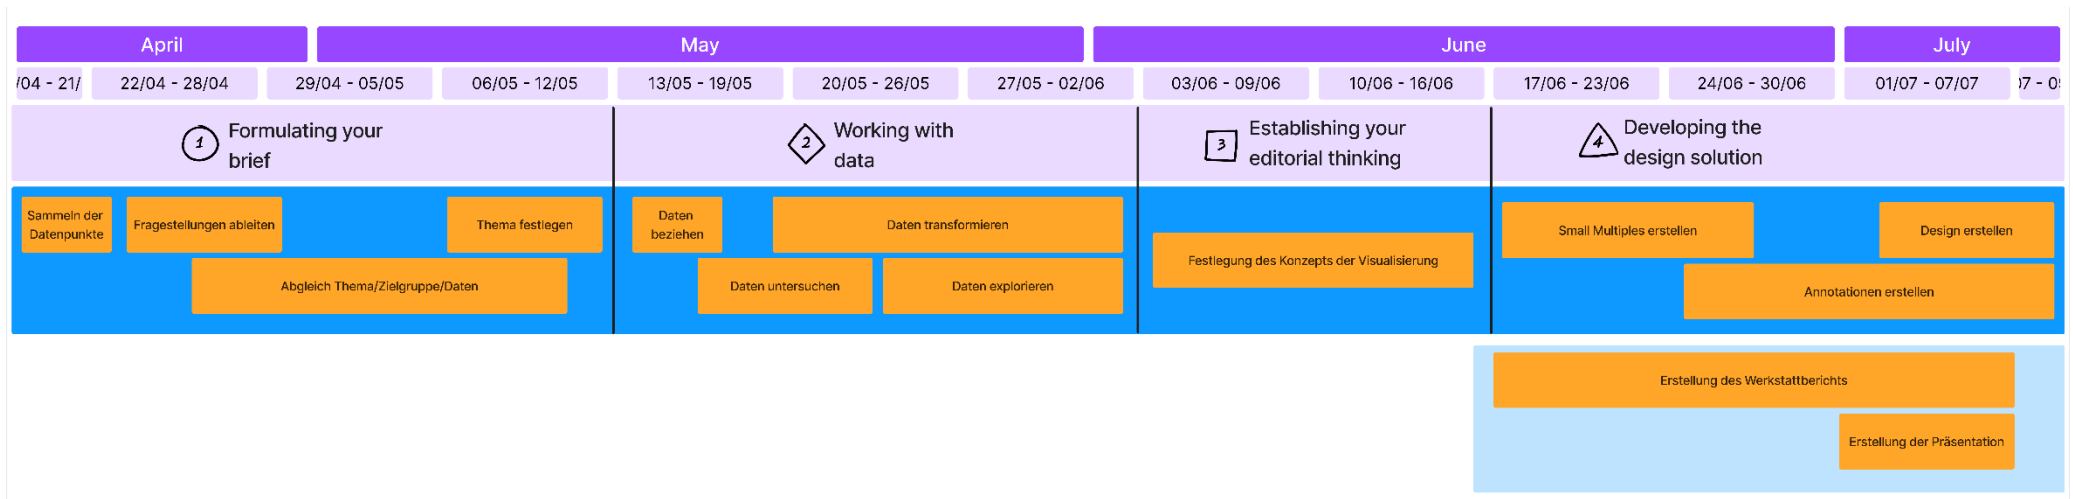 April May June July
/04 - 21/ 22/04 - 28/04 29/04 - 05/05 06/05 - 12/05 13/05 - 19/05 20/05 - 26/05 27/05 - 02/06 03/06 - 09/06 10/06 - 16/06 17/06 - 23/06 24/06 - 30/06 01/07 - 07/07
1 Formulating your
brief
2 Working with
data
3 Establishing your
editorial thinking
4 Developing the
design solution
Sammeln der
Datenpunkte
Fragestellungen ableiten
Thema festlegen
Abgleich Thema/Zielgruppe/Daten
Daten
beziehen
Daten transformieren
Daten untersuchen
Daten explorieren
Festlegung des Konzepts der Visualisierung
Small Multiples erstellen
Design erstellen
Annotationen erstellen
Erstellung des Werkstattberichts
Erstellung der Präsentation